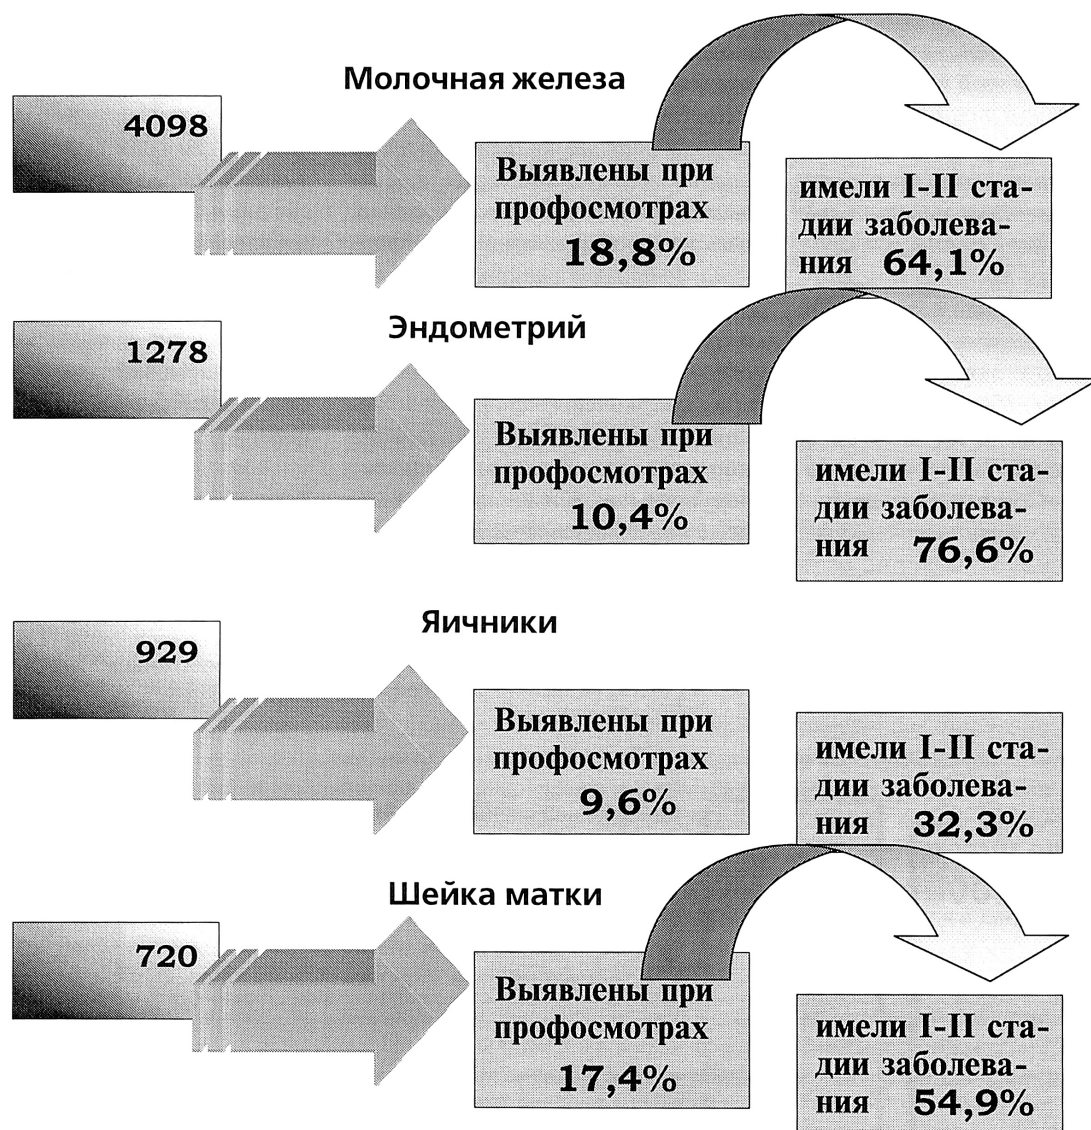 Молочная железа
4098
Выявлены при
профосмотрах
18,8%
имели I-II ста-
дии заболева-
ния 64,1%
Эндометрий
1278
Выявлены при
профосмотрах
10,4%
имели I-II ста-
дии заболева-
ния 76,6%
Яичники
929
Выявлены при
профосмотрах
9,6%
имели I-II ста-
дии заболева-
ния 32,3%
Шейка матки
720
Выявлены при
профосмотрах
17,4%
имели I-II ста-
дии заболева-
ния 54,9%